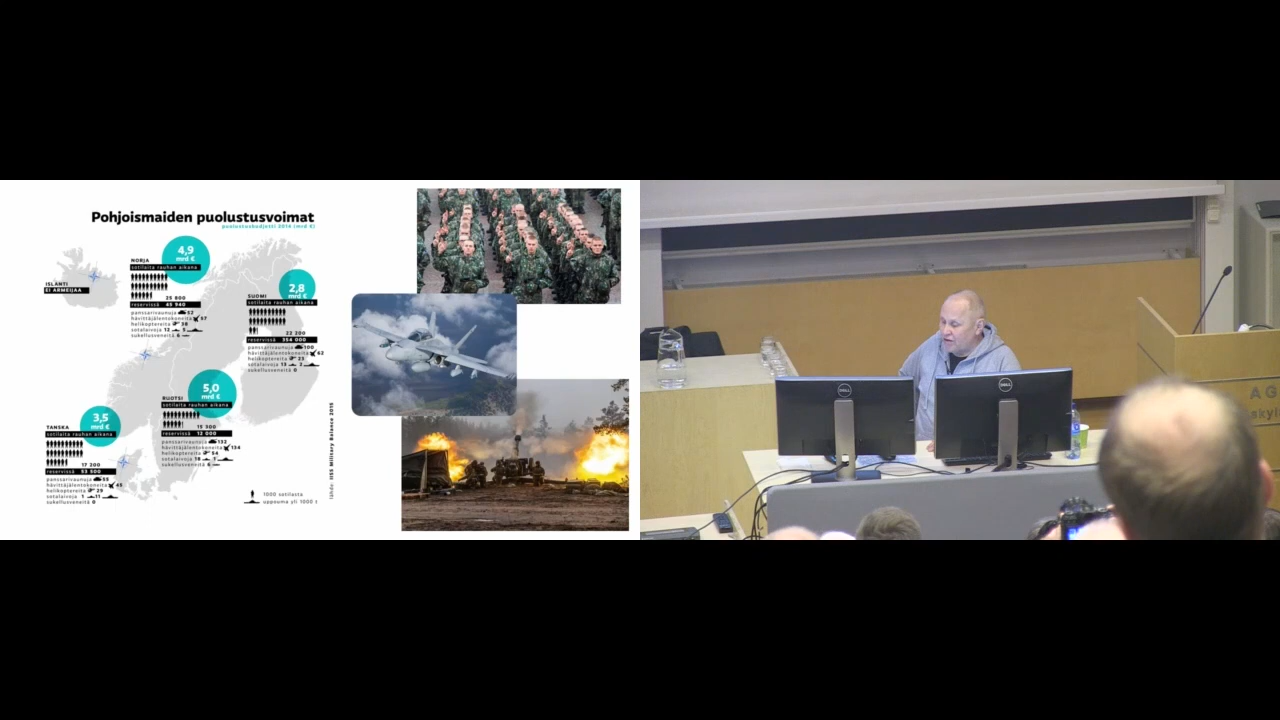 Pohjoismaiden puolustusvoimat
puolustusbudjetti 2016 (mrd €)
NORJA
4,9
mrd €
sotilaita rauhan aikana
25 800
reservissä 45 940
panssarivaunuja 52
hävittäjälentokoneita 57
helikoptereita 38
sotalaivoja 12 5
sukellusveneitä 6
ISLANTI
EI ARMEIJAA
SUOMI
2,8
mrd €
sotilaita rauhan aikana
22 200
reservissä 354 000
panssarivaunuja 100
hävittäjälentokoneita 62
helikoptereita 25
sotalaivoja 13 2
sukellusveneitä 0
RUOTSI
5,0
mrd €
sotilaita rauhan aikana
15 300
reservissä 12 000
panssarivaunuja 132
hävittäjälentokoneita 134
helikoptereita 54
sotalaivoja
sukellusveneitä 6
TANSKA
3,5
mrd €
sotilaita rauhan aikana
17 200
reservissä 53 500
panssarivaunuja 55
hävittäjälentokoneita 45
helikoptereita 29
sotalaivoja 1 11
sukellusveneitä 0
1000 sotilasta
uppouma yli 1000 t
lähde: IISS Military Balance 2015
DELL
DELL
AG